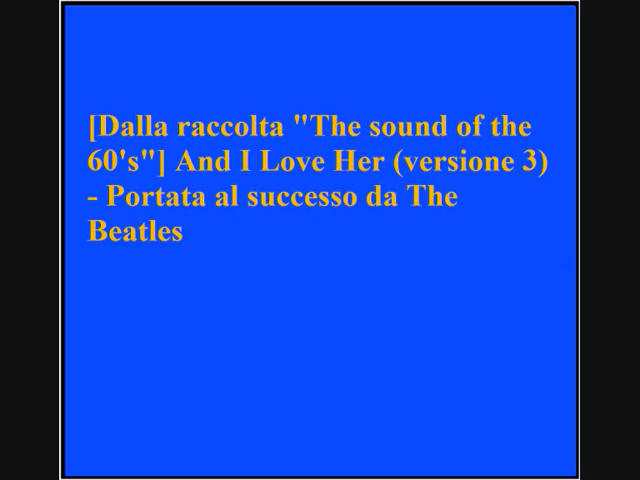 [Dalla raccolta "The sound of the
60's"] And I Love Her (versione 3)
- Portata al successo da The
Beatles